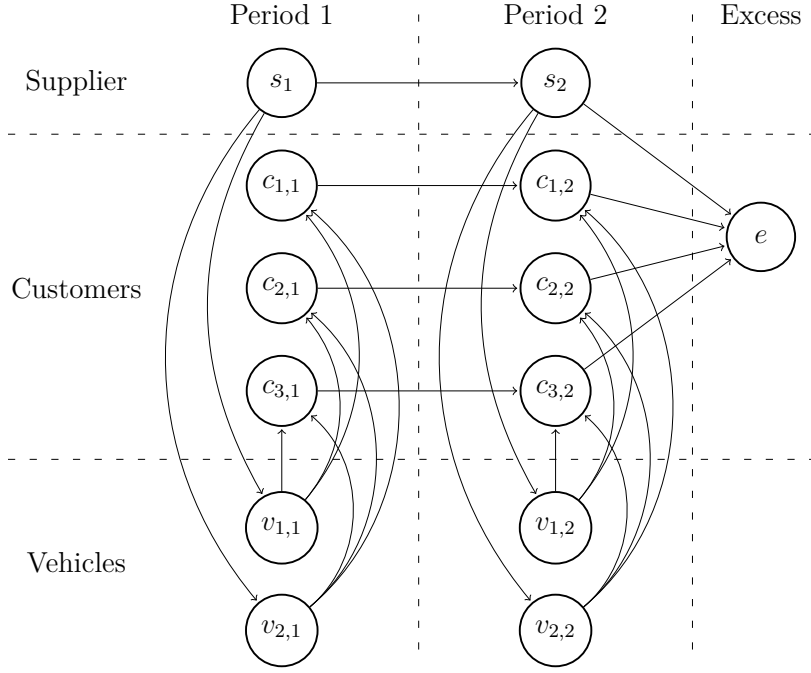 Period 1 Period 2 Excess
Supplier s₁ s₂
c₁,₁ c₁,₂
e
Customers c₂,₁ c₂,₂
c₃,₁ c₃,₂
v₁,₁ v₁,₂
Vehicles
v₂,₁ v₂,₂